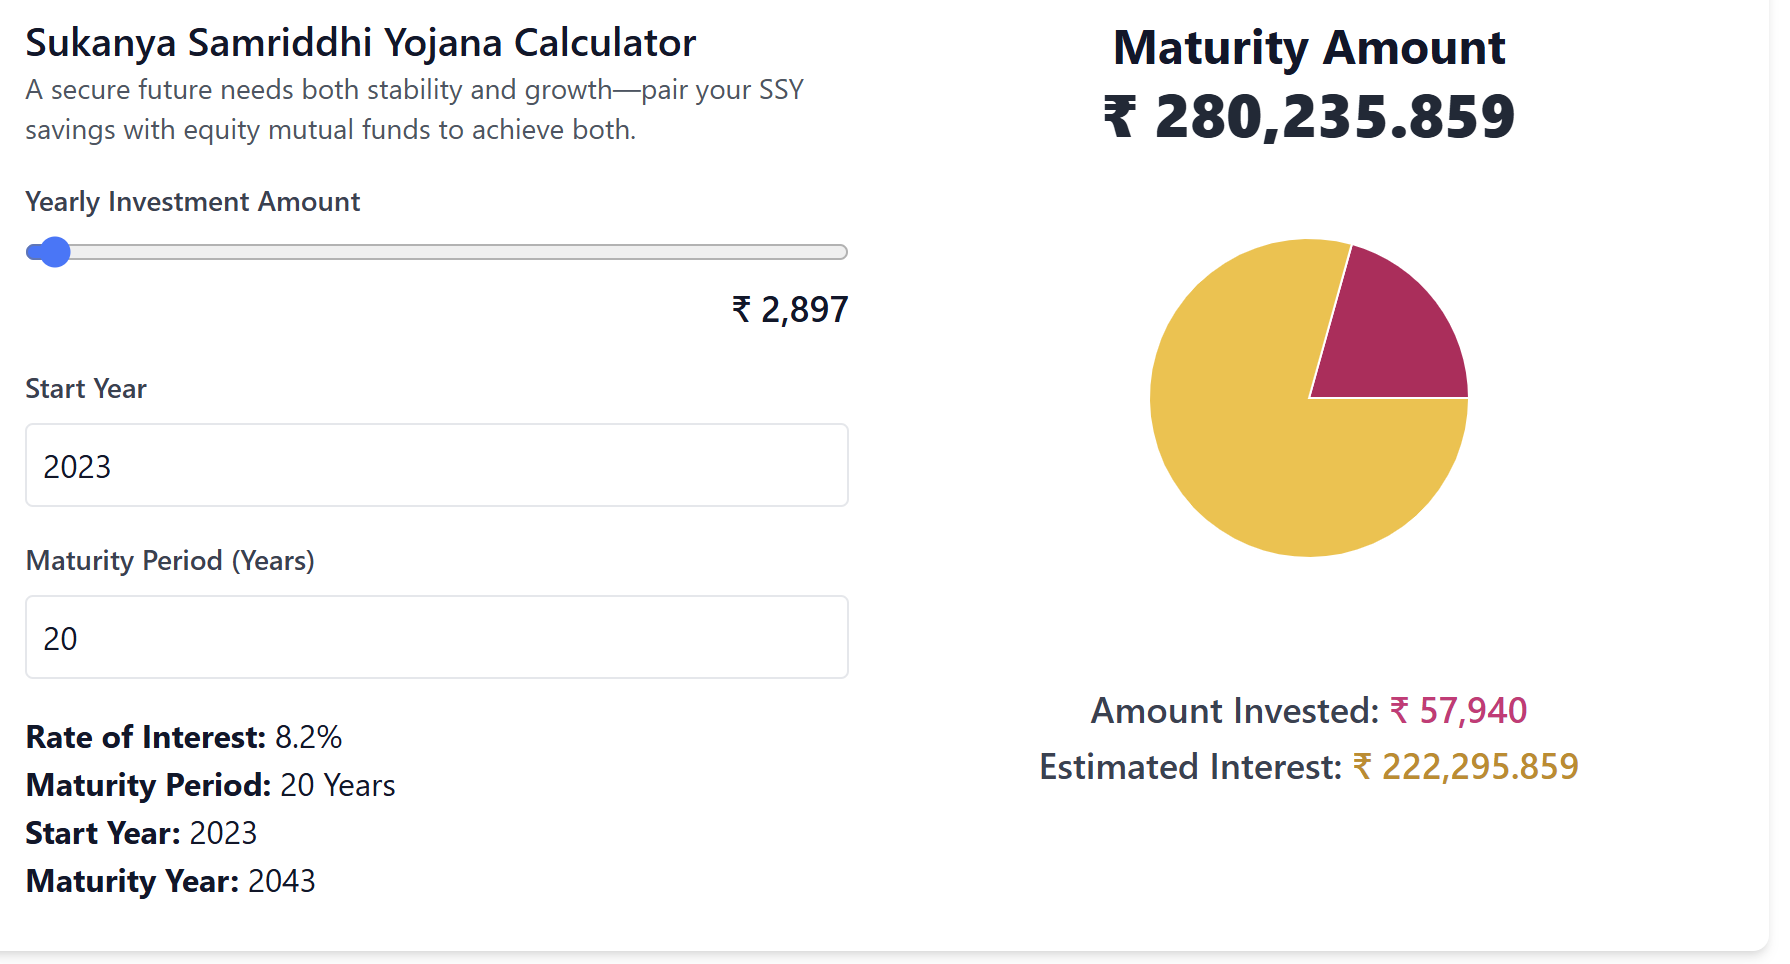 Sukanya Samriddhi Yojana Calculator
A secure future needs both stability and growth—pair your SSY
savings with equity mutual funds to achieve both.
Yearly Investment Amount
₹ 2,897
Start Year
2023
Maturity Period (Years)
20
Rate of Interest: 8.2%
Maturity Period: 20 Years
Start Year: 2023
Maturity Year: 2043
Maturity Amount
₹ 280,235.859
Amount Invested: ₹ 57,940
Estimated Interest: ₹ 222,295.859